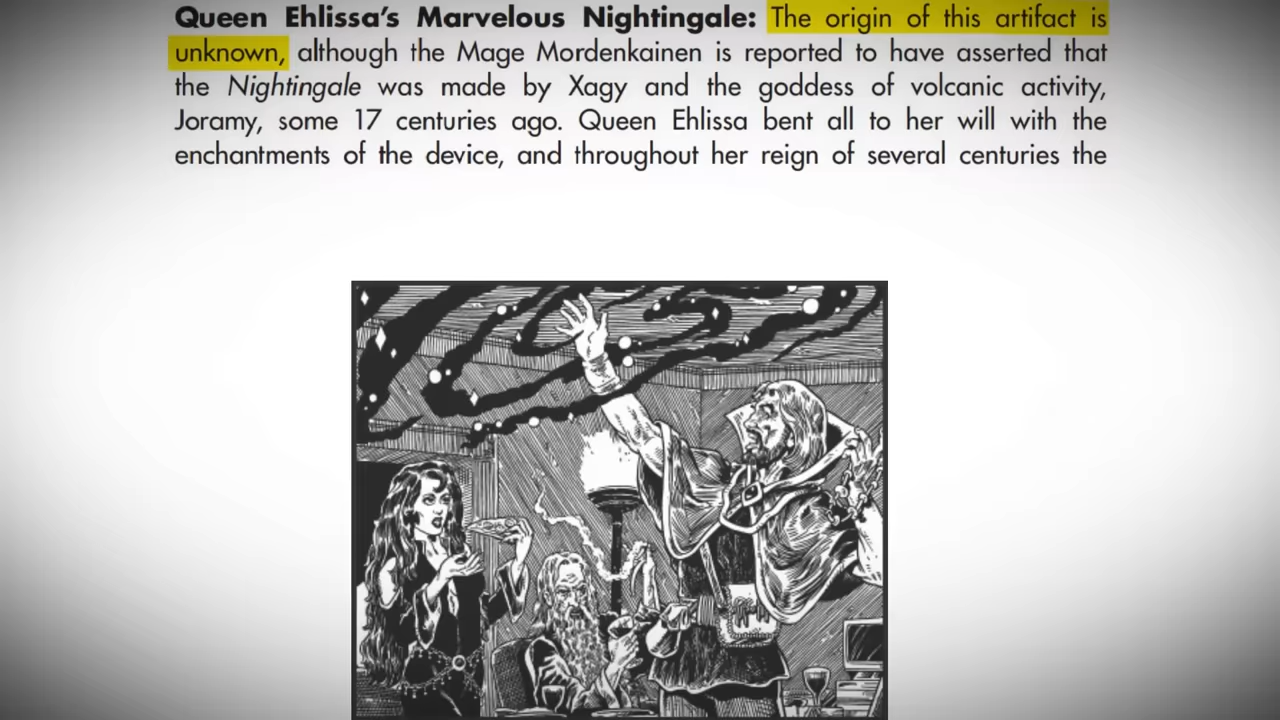 Queen Ehlissa’s Marvelous Nightingale: The origin of this artifact is
unknown, although the Mage Mordenkainen is reported to have asserted that
the Nightingale was made by Xagy and the goddess of volcanic activity,
Joramy, some 17 centuries ago. Queen Ehlissa bent all to her will with the
enchantments of the device, and throughout her reign of several centuries the